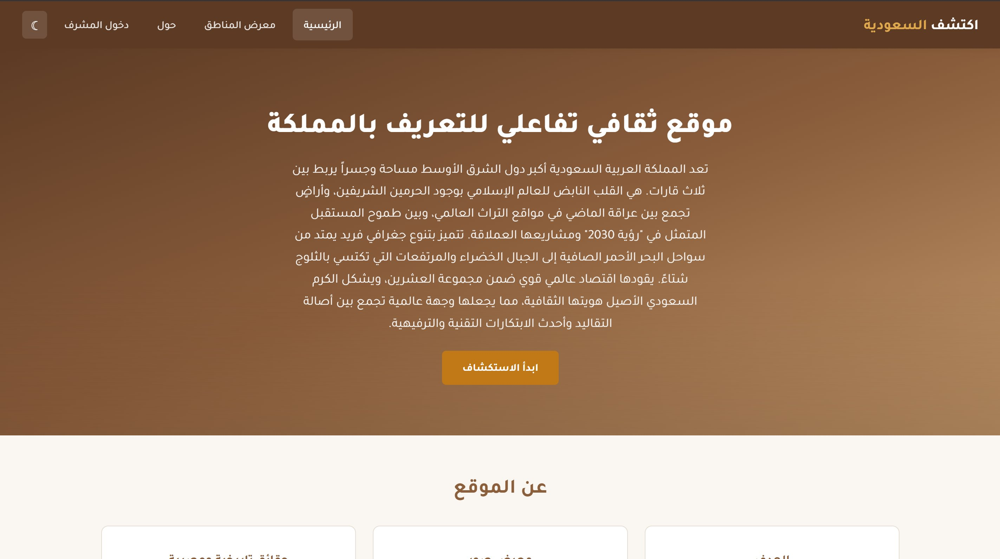 اكتشف السعودية
الرئيسية
معرض المناطق
حول
دخول المشرف
موقع ثقافي تفاعلي للتعريف بالمملكة
تعد المملكة العربية السعودية أكبر دول الشرق الأوسط مساحة وجسراً يربط بين
ثلاث قارات. هي القلب النابض للعالم الإسلامي بوجود الحرمين الشريفين، وأراضٍ
تجمع بين عراقة الماضي في مواقع التراث العالمي، وبين طموح المستقبل
المتمثل في "رؤية 2030" ومشاريعها العملاقة. تتميز بتنوع جغرافي فريد يمتد من
سواحل البحر الأحمر الصافية إلى الجبال الخضراء والمرتفعات التي تكتسي بالثلوج
شتاءً. يقودها اقتصاد عالمي قوي ضمن مجموعة العشرين، ويشكل الكرم
السعودي الأصيل هويتها الثقافية، مما يجعلها وجهة عالمية تجمع بين أصالة
التقاليد وأحدث الابتكارات التقنية والترفيهية.
ابدأ الاستكشاف
عن الموقع